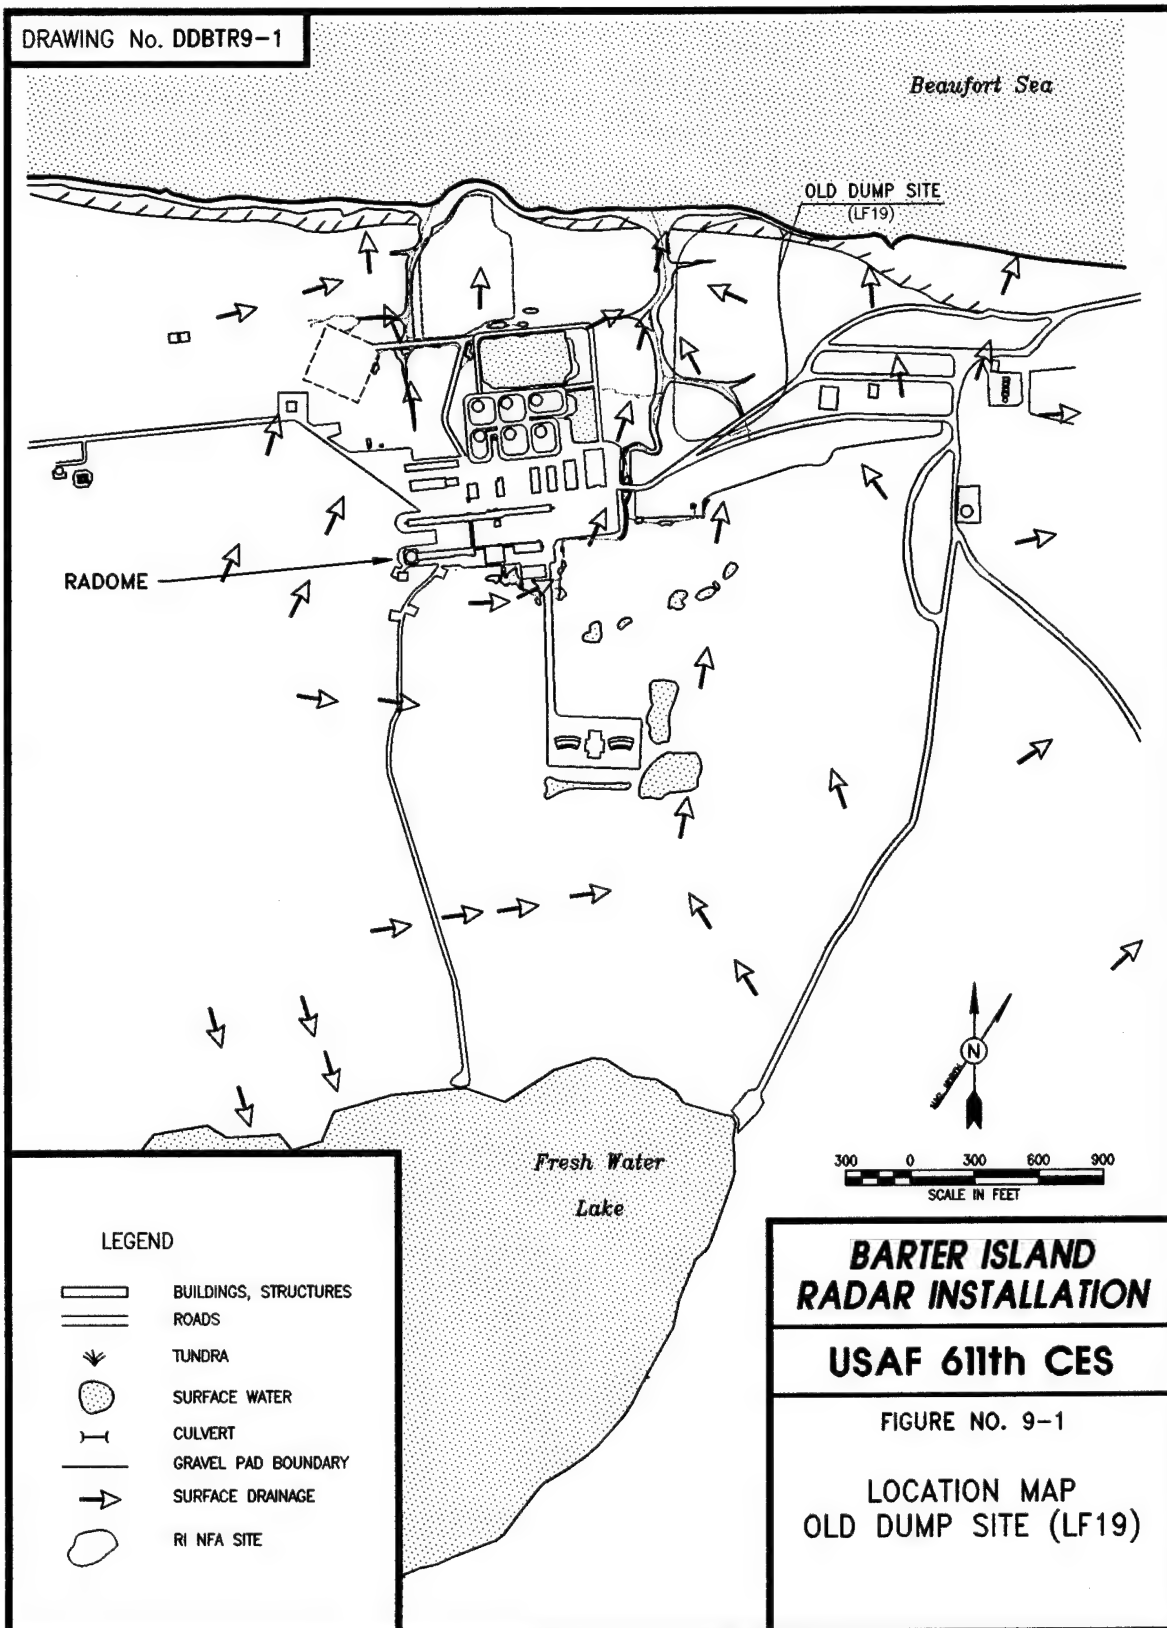 DRAWING No. DDBTR9-1
Beaufort Sea
OLD DUMP SITE
(LF19)
RADOME
N
300 0 300 600 900
SCALE IN FEET
Fresh Water
Lake
LEGEND
BUILDINGS, STRUCTURES
ROADS
TUNDRA
SURFACE WATER
CULVERT
GRAVEL PAD BOUNDARY
SURFACE DRAINAGE
RI NFA SITE
BARTER ISLAND
RADAR INSTALLATION
USAF 611th CES
FIGURE NO. 9-1
LOCATION MAP
OLD DUMP SITE (LF19)